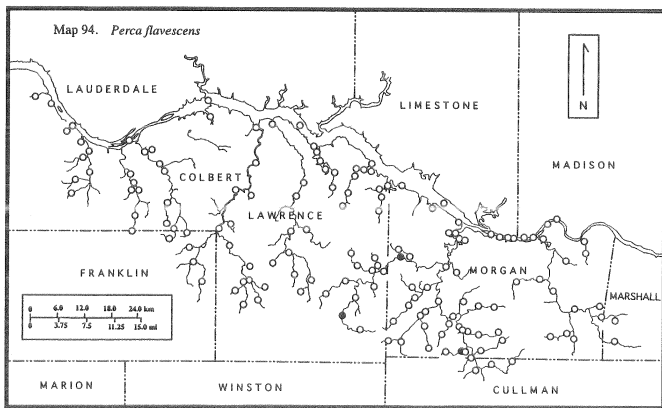 Map 94. Perca flavescens
LAUDERDALE
LIMESTONE
N
MADISON
COLBERT
LAWRENCE
FRANKLIN
MORGAN
MARSHALL
0 6.0 12.0 18.0 24.0 km
0 3.75 7.5 11.25 15.0 mi
MARION
WINSTON
CULLMAN